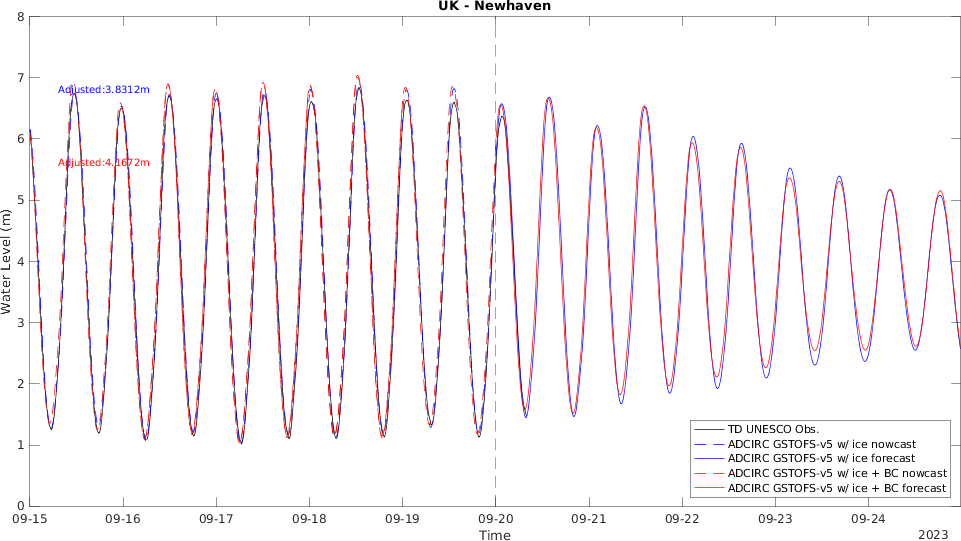 UK - Newhaven
8
7
6
5
4
3
2
1
0
Water Level (m)
Adjusted:3.8312m
Adjusted:4.1672m
TD UNESCO Obs.
ADCIRC GSTOFS-v5 w/ ice nowcast
ADCIRC GSTOFS-v5 w/ ice forecast
ADCIRC GSTOFS-v5 w/ ice + BC nowcast
ADCIRC GSTOFS-v5 w/ ice + BC forecast
09-15 09-16 09-17 09-18 09-19 09-20 09-21 09-22 09-23 09-24
Time
2023